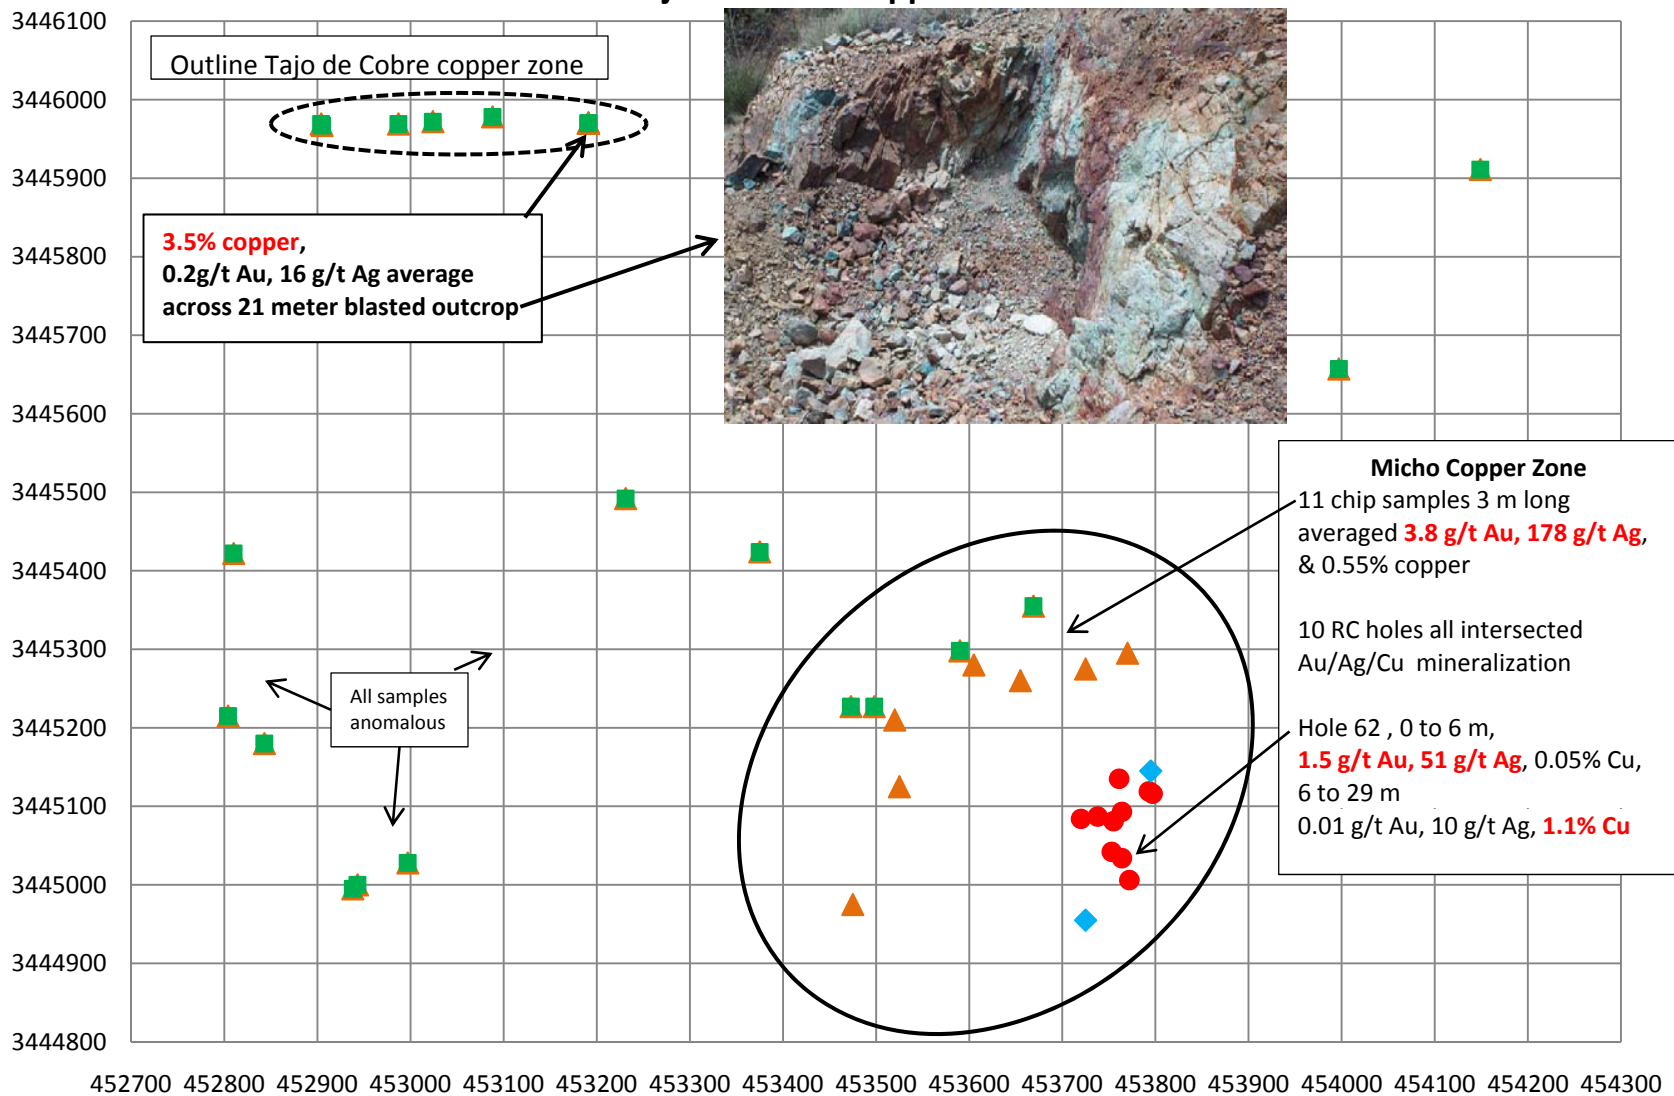 3446100
3446000
3445900
3445800
3445700
3445600
3445500
3445400
3445300
3445200
3445100
3445000
3444900
3444800
Outline Tajo de Cobre copper zone
3.5% copper,
0.2g/t Au, 16 g/t Ag average
across 21 meter blasted outcrop
All samples
anomalous
Micho Copper Zone
11 chip samples 3 m long
averaged 3.8 g/t Au, 178 g/t Ag,
& 0.55% copper
10 RC holes all intersected
Au/Ag/Cu mineralization
Hole 62 , 0 to 6 m,
1.5 g/t Au, 51 g/t Ag, 0.05% Cu,
6 to 29 m
0.01 g/t Au, 10 g/t Ag, 1.1% Cu
452700 452800 452900 453000 453100 453200 453300 453400 453500 453600 453700 453800 453900 454000 454100 454200 454300